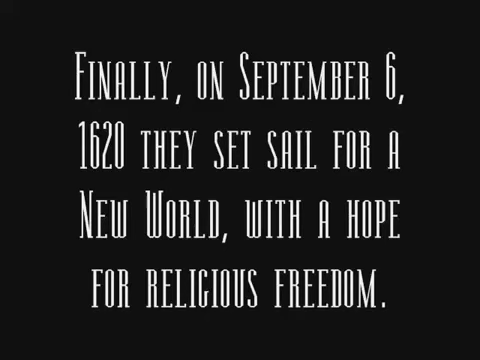 Finally, on September 6,
1620 they set sail for a
New World, with a hope
for religious freedom.